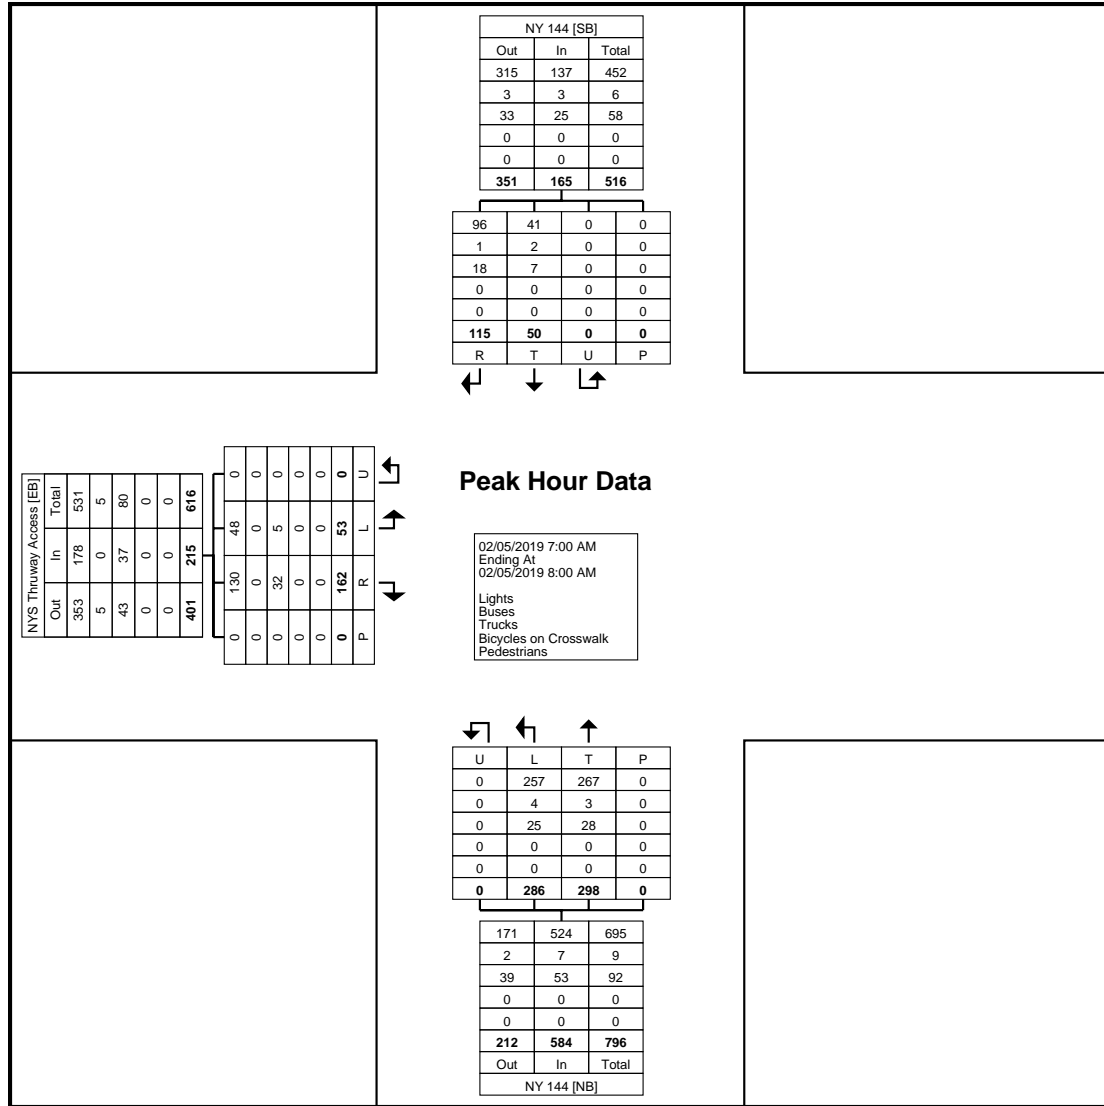 NY 144 [SB]
Out In Total
315 137 452
3 3 6
33 25 58
0 0 0
0 0 0
351 165 516
96 41 0 0
1 2 0 0
18 7 0 0
0 0 0 0
0 0 0 0
115 50 0 0
R T U P
NYS Thruway Access [EB]
Out In Total
353 178 531
5 0 5
43 37 80
0 0 0
0 0 0
401 215 616
0 130 48 0
0 0 0 0
0 32 5 0
0 0 0 0
0 0 0 0
0 162 53 0
P R L U
Peak Hour Data
02/05/2019 7:00 AM
Ending At
02/05/2019 8:00 AM
Lights
Buses
Trucks
Bicycles on Crosswalk
Pedestrians
U L T P
0 257 267 0
0 4 3 0
0 25 28 0
0 0 0 0
0 0 0 0
0 286 298 0
171 524 695
2 7 9
39 53 92
0 0 0
0 0 0
212 584 796
Out In Total
NY 144 [NB]